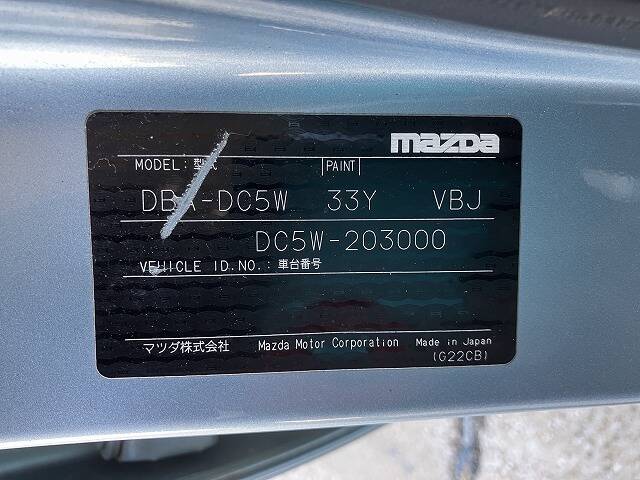 mazda
MODEL: 型式 PAINT
DBA-DC5W 33Y VBJ
DC5W-203000
VEHICLE ID.NO.: 車台番号
マツダ株式会社 Mazda Motor Corporation Made in Japan
(G22CB)